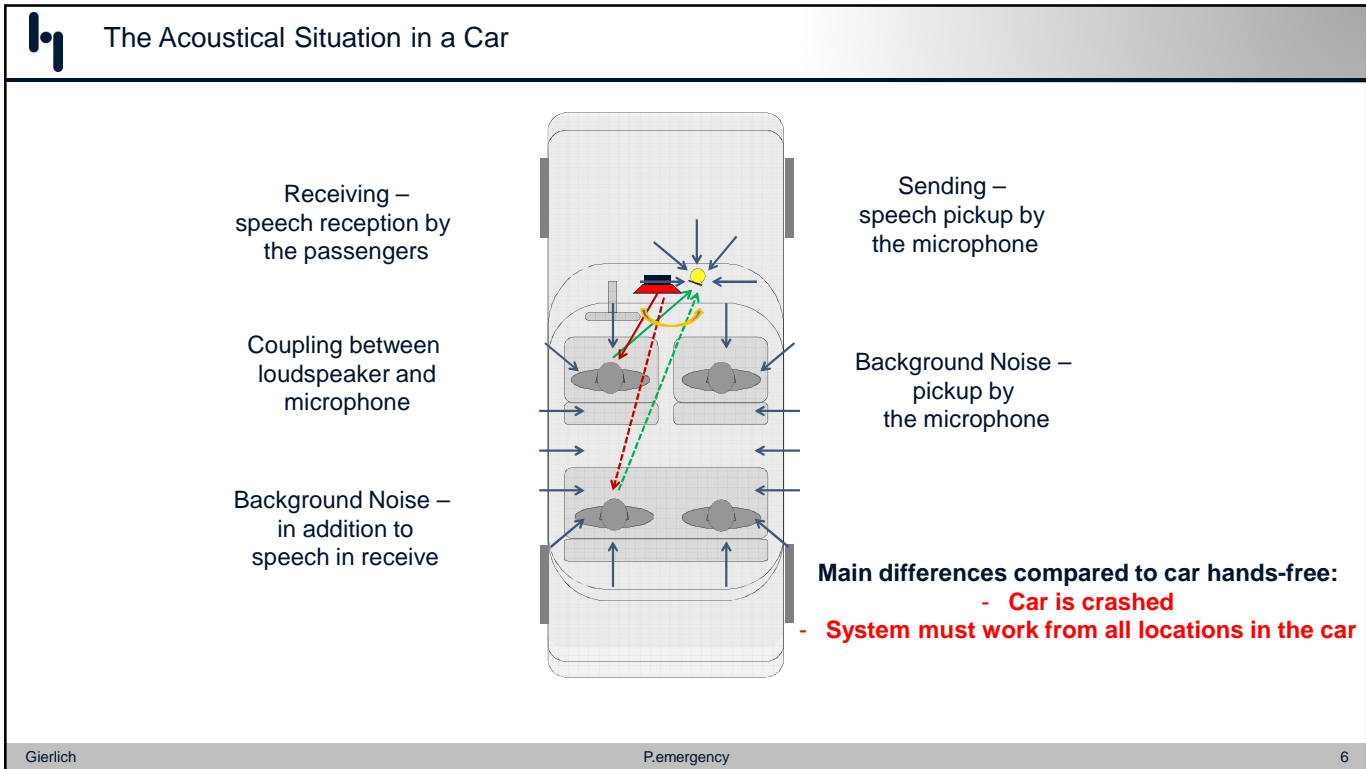 The Acoustical Situation in a Car
Receiving –
speech reception by
the passengers
Coupling between
loudspeaker and
microphone
Background Noise –
in addition to
speech in receive
Sending –
speech pickup by
the microphone
Background Noise –
pickup by
the microphone
Main differences compared to car hands-free:
- Car is crashed
- System must work from all locations in the car
Gierlich P.emergency 6